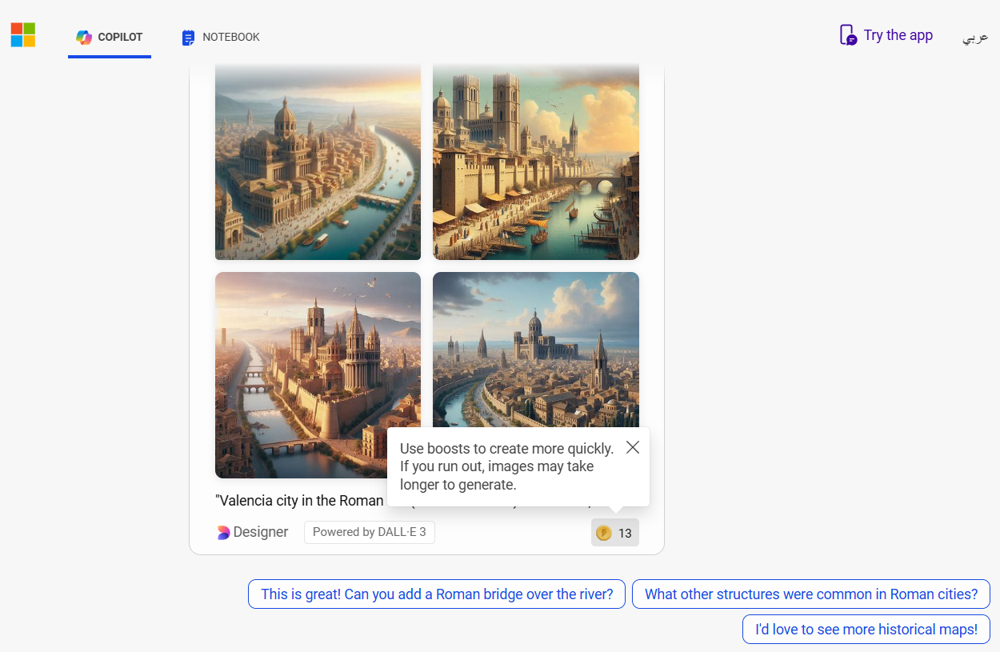 COPILOT
NOTEBOOK
Try the app
عربي
Use boosts to create more quickly.
If you run out, images may take
longer to generate.
"Valencia city in the Roman
Designer
Powered by DALL·E 3
13
This is great! Can you add a Roman bridge over the river?
What other structures were common in Roman cities?
I'd love to see more historical maps!